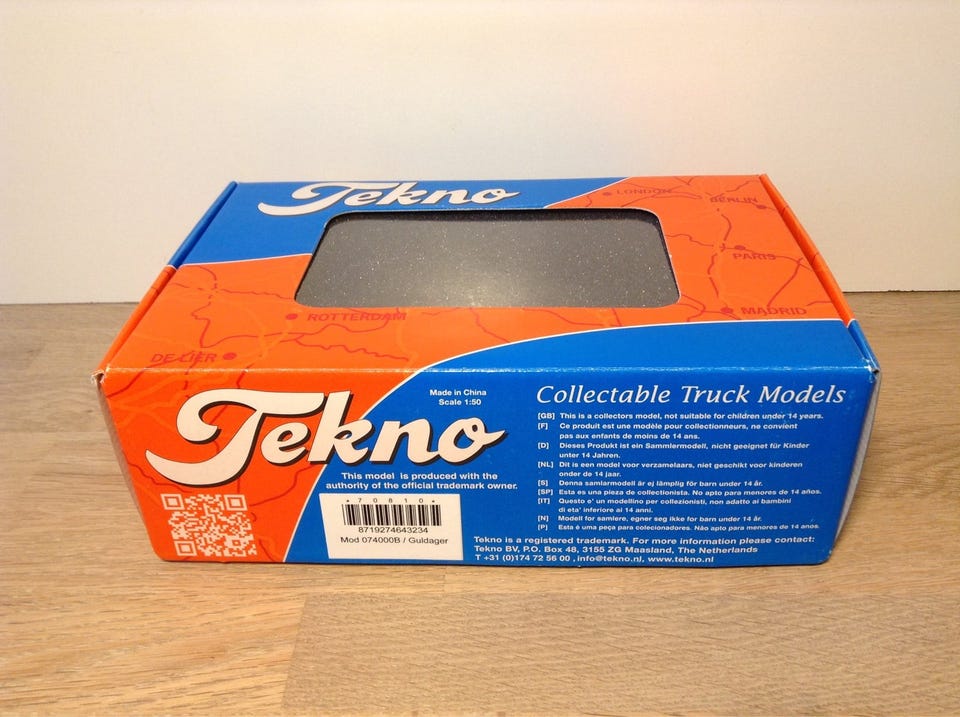 Tekno
LONDON
BERLIN
PARIS
ROTTERDAM
MADRID
DE LIER
Tekno
Made in China
Scale 1:50
This model is produced with the
authority of the official trademark owner.
• 7 0 8 1 0 •
8719274643234
Mod 074000B / Guldager
Collectable Truck Models
[GB] This is a collectors model, not suitable for children under 14 years.
[F] Ce produit est une modèle pour collectionneurs, ne convient
pas aux enfants de moins de 14 ans.
[D] Dieses Produkt ist ein Sammlermodell, nicht geeignet für Kinder
unter 14 Jahren.
[NL] Dit is een model voor verzamelaars, niet geschikt voor kinderen
onder de 14 jaar.
[S] Denna samlarmodell är ej lämplig för barn under 14 år.
[SP] Esta es una pieza de collectionista. No apto para menores de 14 años.
[IT] Questo o' un modellino per collezionisti, non adatto ai bambini
di eta' inferiore ai 14 anni.
[N] Modell for samlere, egner seg ikke for barn under 14 år.
[P] Esta é uma peça para colecionadores. Não apto para menores de 14 anos.
Tekno is a registered trademark. For more information please contact:
Tekno BV, P.O. Box 48, 3155 ZG Maasland, The Netherlands
T +31 (0)174 72 56 00 , info@tekno.nl, www.tekno.nl